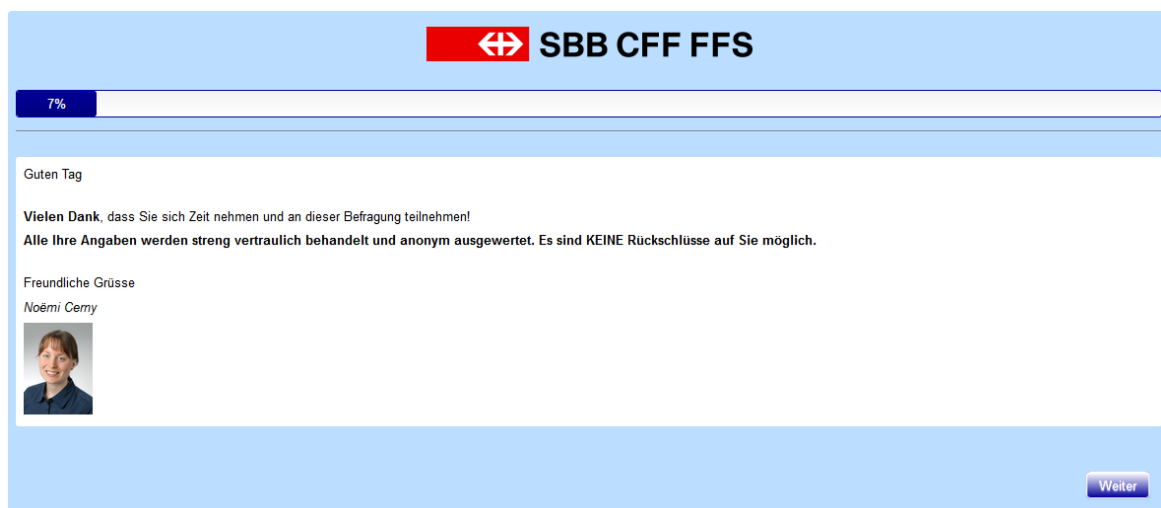 SBB CFF FFS
7%
Guten Tag
Vielen Dank, dass Sie sich Zeit nehmen und an dieser Befragung teilnehmen!
Alle Ihre Angaben werden streng vertraulich behandelt und anonym ausgewertet. Es sind KEINE Rückschlüsse auf Sie möglich.
Freundliche Grüsse
Noëmi Cerny
Weiter